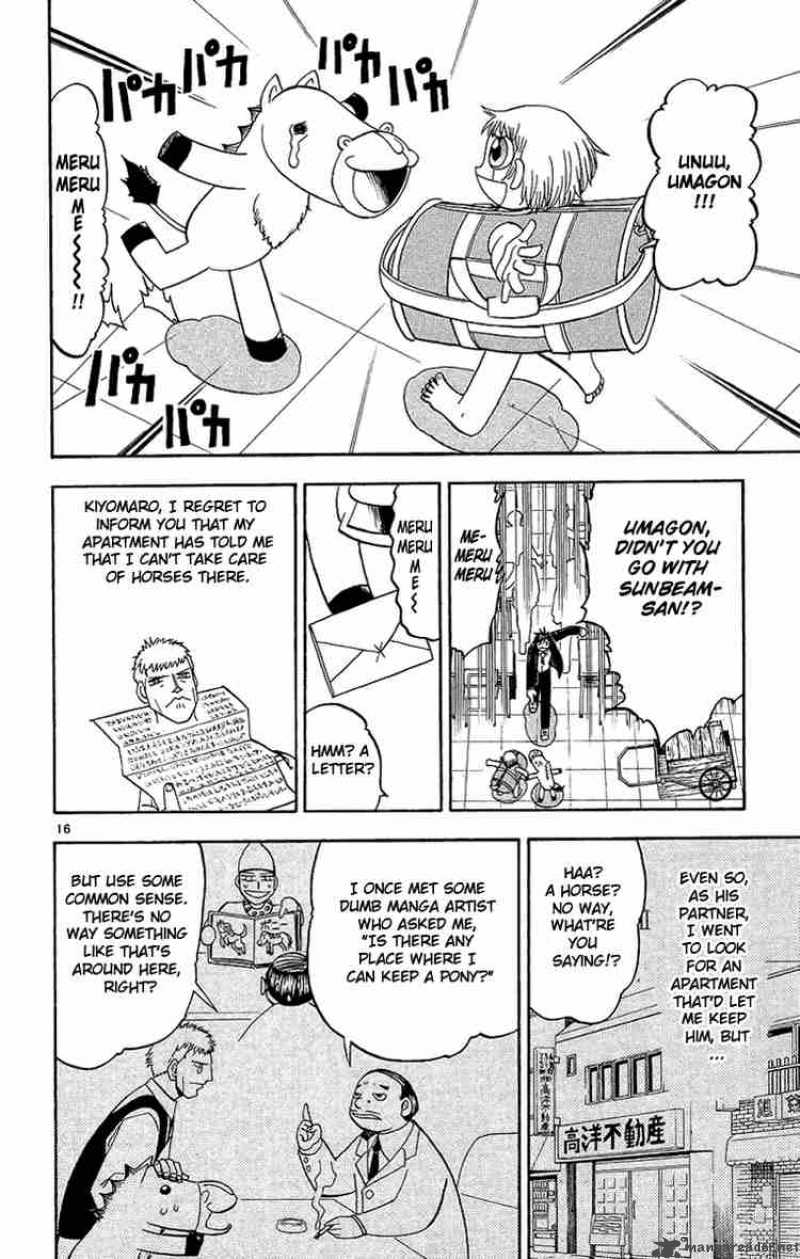 UNUU,
UMAGON
!!!
パカ
パカ
パカ
パカ
MERU
MERU
ME~~~!!
パカ
パカ
UMAGON,
DIDN'T YOU
GO WITH
SUNBEAM-
SAN!?
ME-
MERU
MERU
MERU
MERU
ME~
HMM? A
LETTER?
KIYOMARO, I REGRET TO
INFORM YOU THAT MY
APARTMENT HAS TOLD ME
THAT I CAN'T TAKE CARE
OF HORSES THERE.
16
EVEN SO,
AS HIS
PARTNER,
I WENT
TO LOOK
FOR AN
APARTMENT
THAT'D LET
ME KEEP
HIM, BUT
...
HAA?
A HORSE?
NO WAY,
WHAT'RE
YOU
SAYING!?
高洋不動産
I ONCE MET SOME
DUMB MANGA ARTIST
WHO ASKED ME,
"IS THERE ANY
PLACE WHERE I
CAN KEEP A PONY?"
BUT USE SOME
COMMON SENSE.
THERE'S NO
WAY SOMETHING
LIKE THAT'S
AROUND HERE,
RIGHT?
mangareader.net